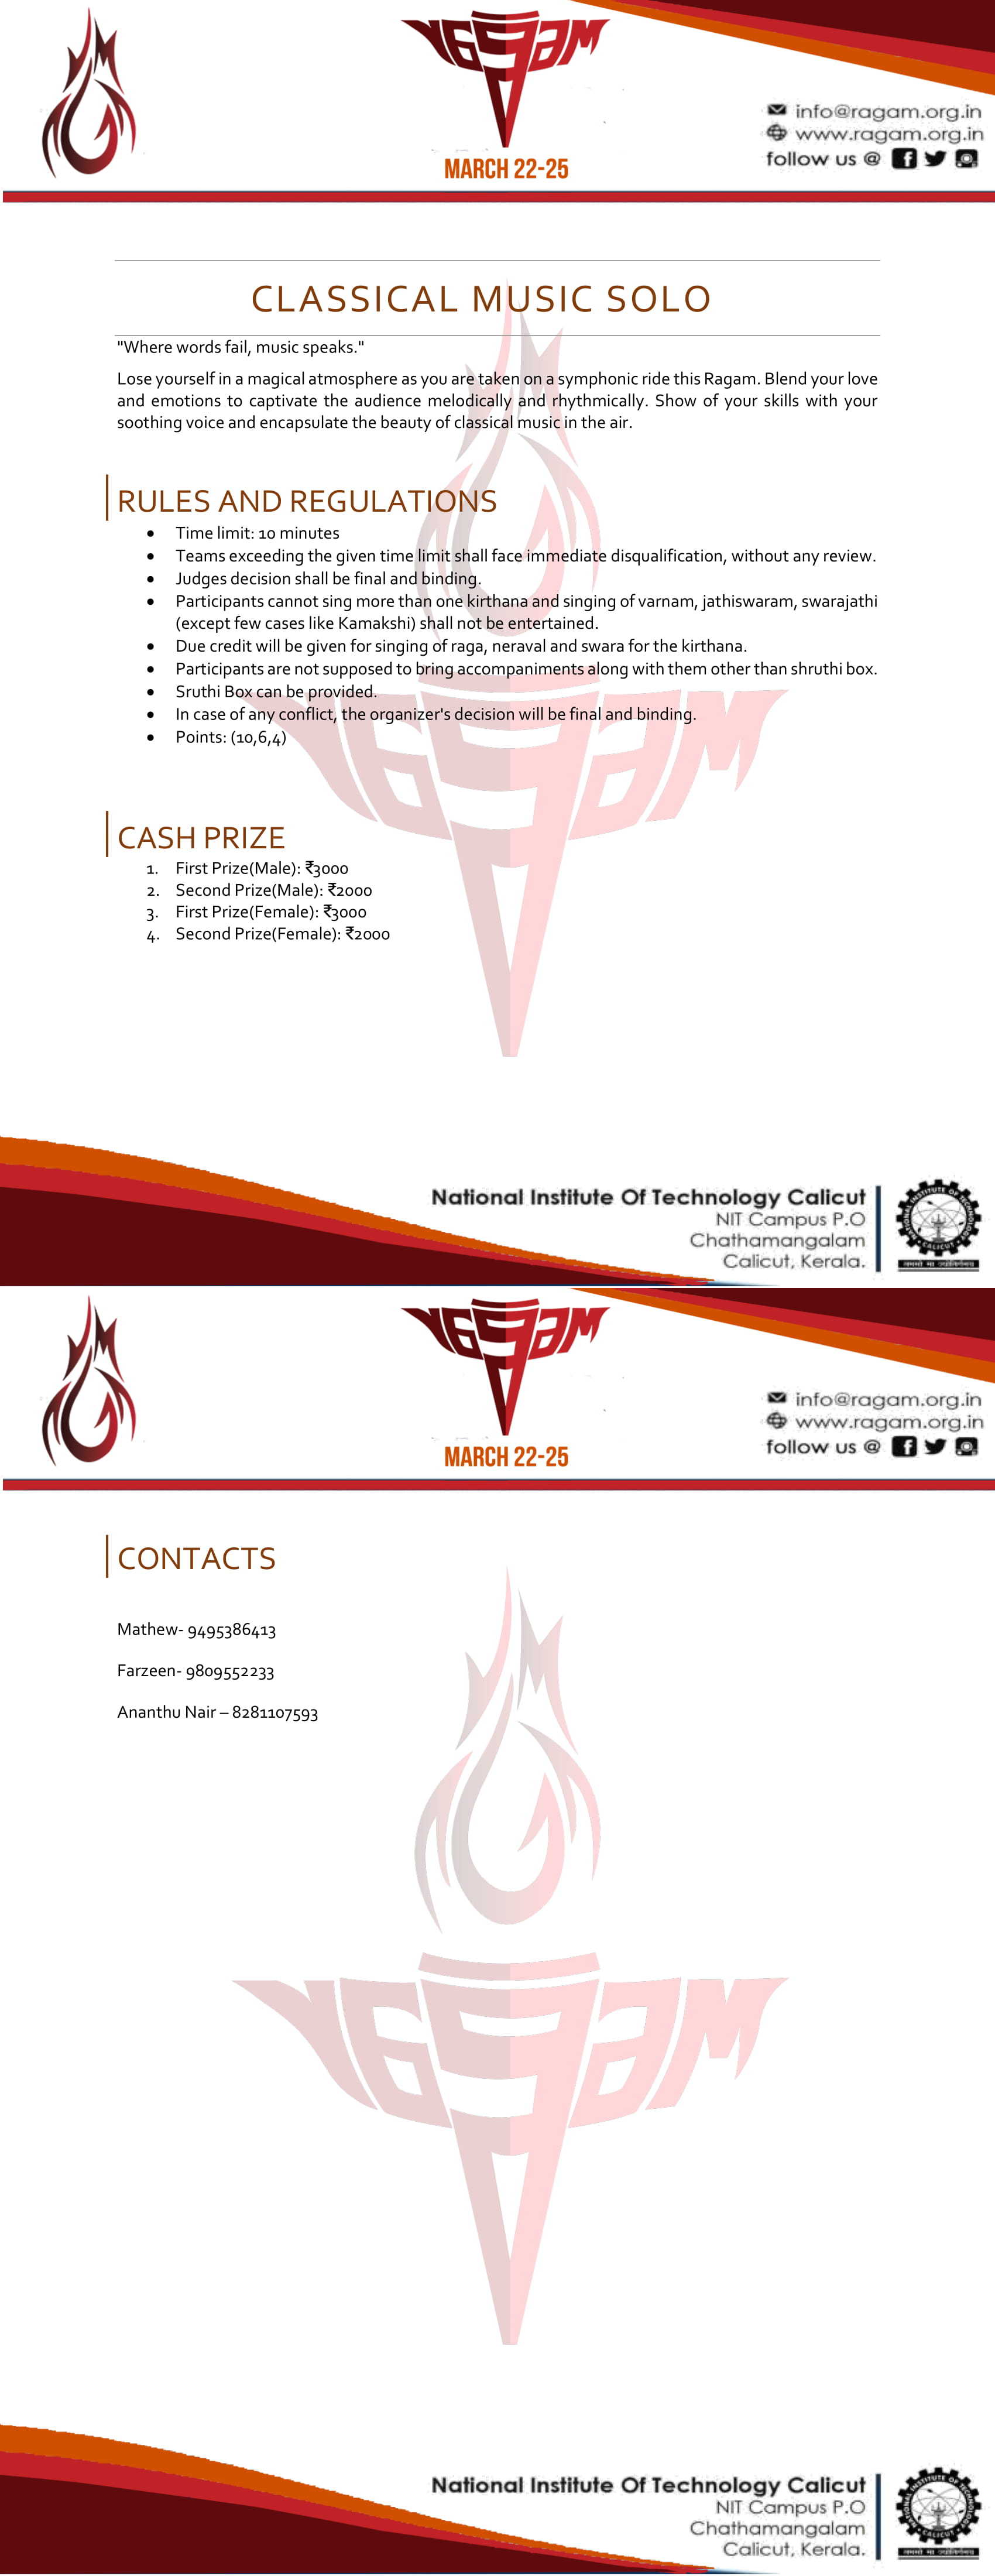 ragam
MARCH 22-25
info@ragam.org.in
www.ragam.org.in
follow us @
CLASSICAL MUSIC SOLO
"Where words fail, music speaks."
Lose yourself in a magical atmosphere as you are taken on a symphonic ride this Ragam. Blend your love
and emotions to captivate the audience melodically and rhythmically. Show of your skills with your
soothing voice and encapsulate the beauty of classical music in the air.
RULES AND REGULATIONS
• Time limit: 10 minutes
• Teams exceeding the given time limit shall face immediate disqualification, without any review.
• Judges decision shall be final and binding.
• Participants cannot sing more than one kirthana and singing of varnam, jathiswaram, swarajathi
(except few cases like Kamakshi) shall not be entertained.
• Due credit will be given for singing of raga, neraval and swara for the kirthana.
• Participants are not supposed to bring accompaniments along with them other than shruthi box.
• Sruthi Box can be provided.
• In case of any conflict, the organizer's decision will be final and binding.
• Points: (10,6,4)
ragam
CASH PRIZE
1. First Prize(Male): ₹3000
2. Second Prize(Male): ₹2000
3. First Prize(Female): ₹3000
4. Second Prize(Female): ₹2000
National Institute Of Technology Calicut
NIT Campus P.O
Chathamangalam
Calicut, Kerala.
ragam
MARCH 22-25
info@ragam.org.in
www.ragam.org.in
follow us @
CONTACTS
Mathew- 9495386413
Farzeen- 9809552233
Ananthu Nair – 8281107593
ragam
National Institute Of Technology Calicut
NIT Campus P.O
Chathamangalam
Calicut, Kerala.